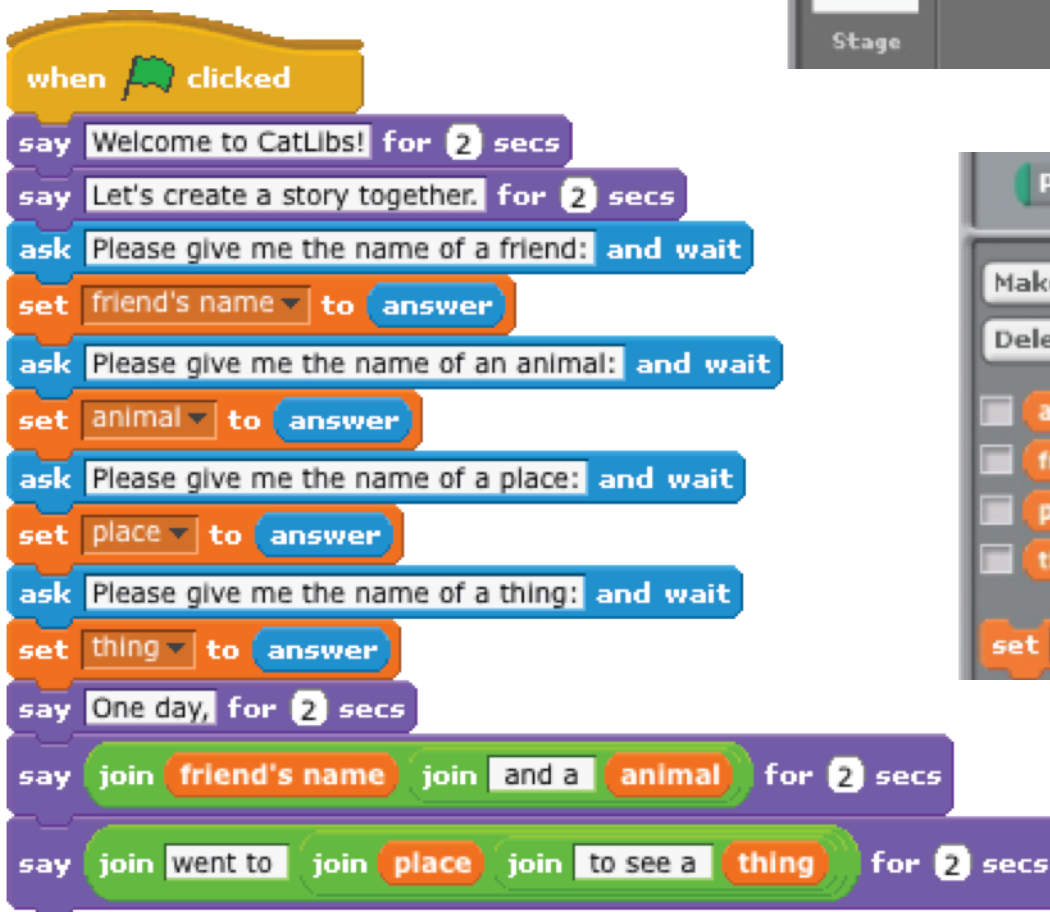 Stage
when clicked
say Welcome to CatLibs! for 2 secs
say Let's create a story together. for 2 secs
ask Please give me the name of a friend: and wait
set friend's name to answer
ask Please give me the name of an animal: and wait
set animal to answer
ask Please give me the name of a place: and wait
set place to answer
ask Please give me the name of a thing: and wait
set thing to answer
say One day, for 2 secs
say join friend's name join and a animal for 2 secs
say join went to join place join to see a thing for 2 secs
set